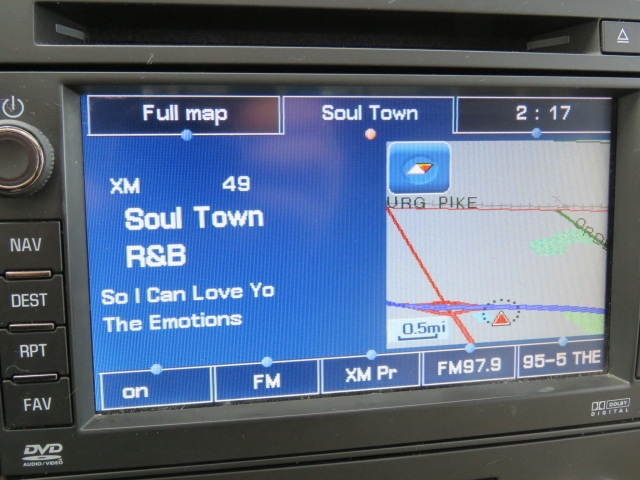 Full map
Soul Town
2 : 17
XM 49
Soul Town
R&B
So I Can Love Yo
The Emotions
URG PIKE
0.5mi
on
FM
XM Pr
FM97.9
95-5 THE
NAV
DEST
RPT
FAV
DVD
AUDIO/VIDEO
DOLBY
DIGITAL